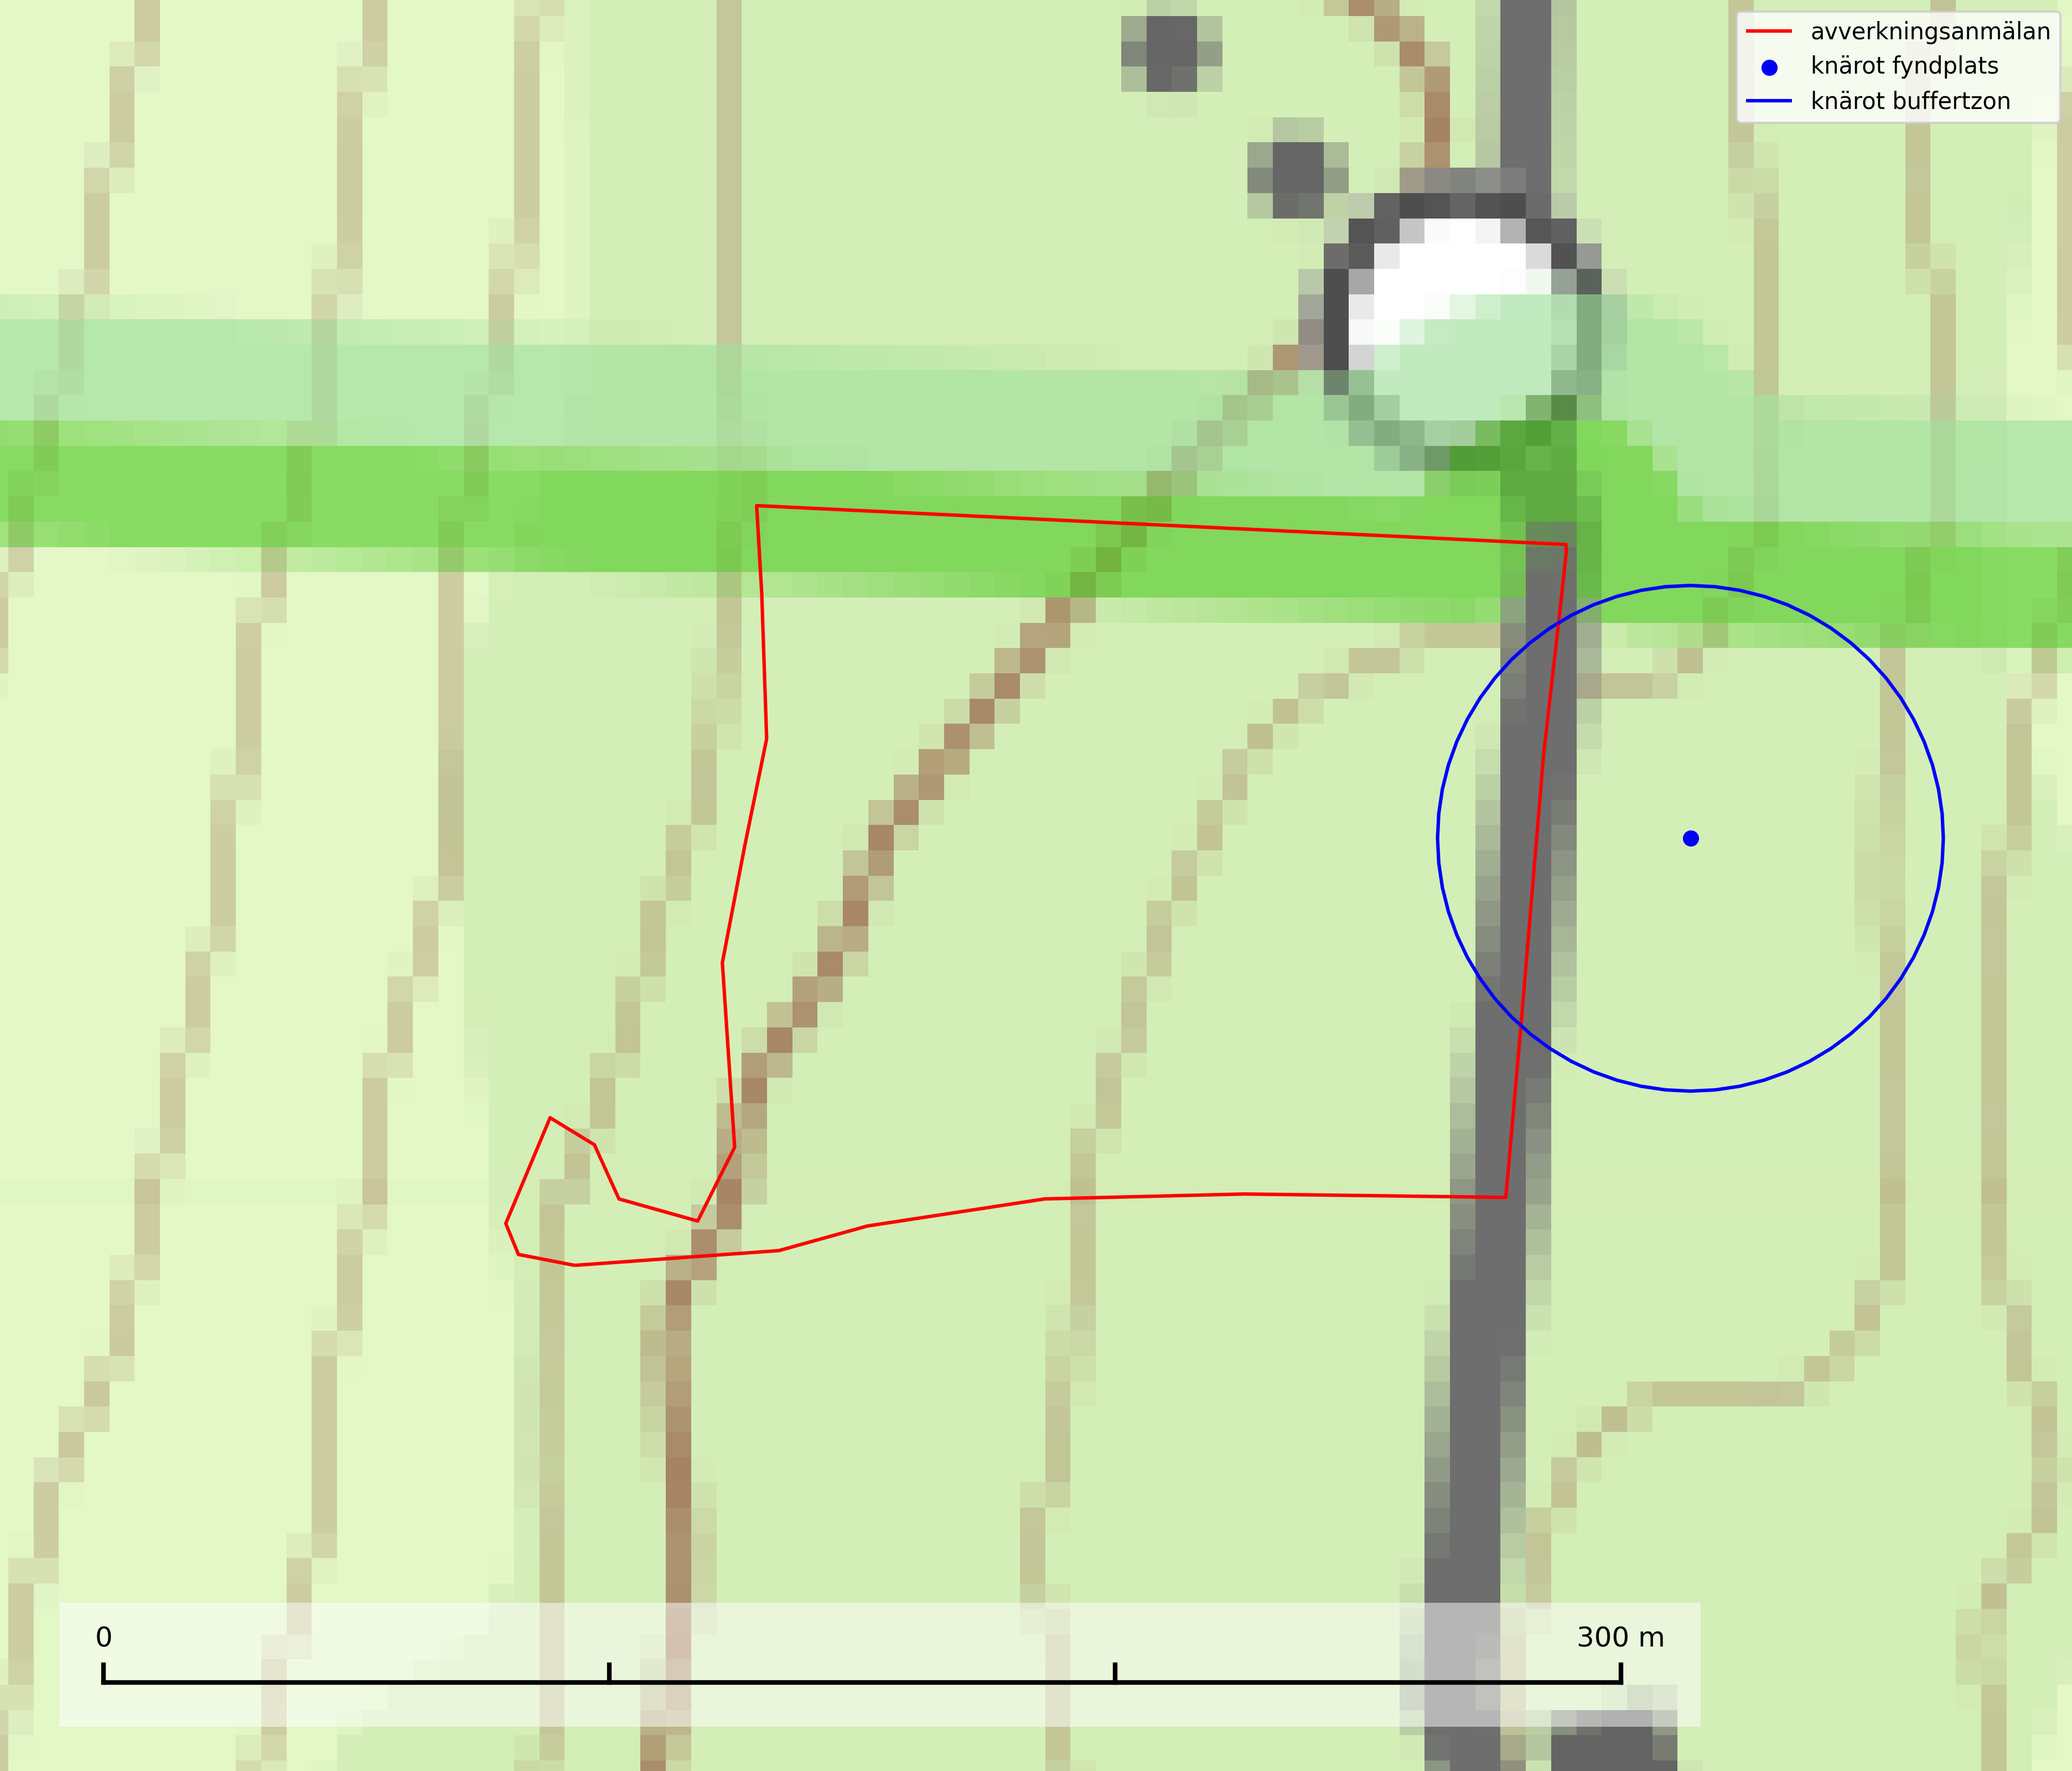 avverkningsanmälan
knärot fyndplats
knärot buffertzon
0
300 m